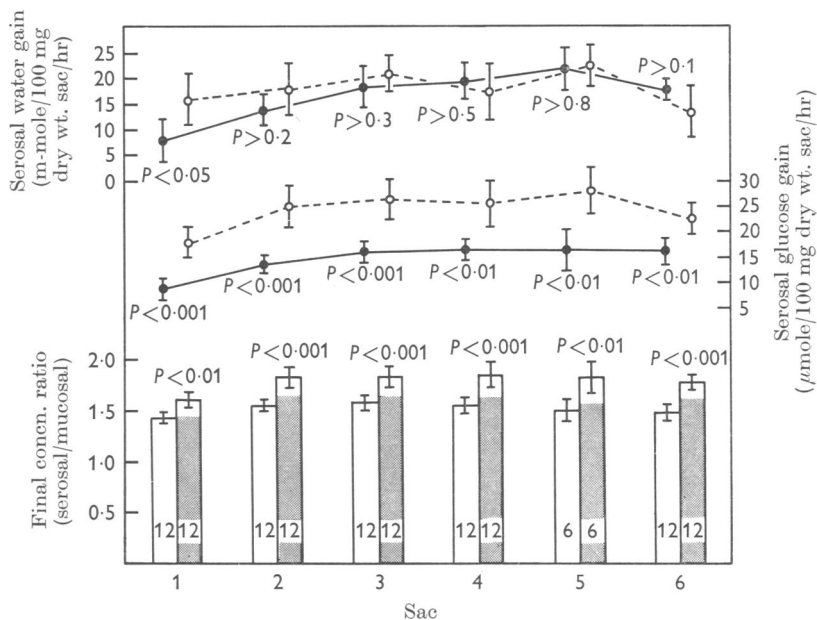 Serosal water gain
(m-mole/100 mg
dry wt. sac/hr)
25
20
15
10
5
0
P<0·05
P>0·2
P>0·3
P>0·5
P>0·8
P>0·1
Serosal glucose gain
(μmole/100 mg dry wt. sac/hr)
30
25
20
15
10
5
P<0·001
P<0·001
P<0·001
P<0·01
P<0·01
P<0·01
Final concn. ratio
(serosal/mucosal)
2·0
1·5
1·0
0·5
P<0·01
P<0·001
P<0·001
P<0·001
P<0·01
P<0·001
12 12 12 12 12 12 12 12 6 6 12 12
1 2 3 4 5 6
Sac